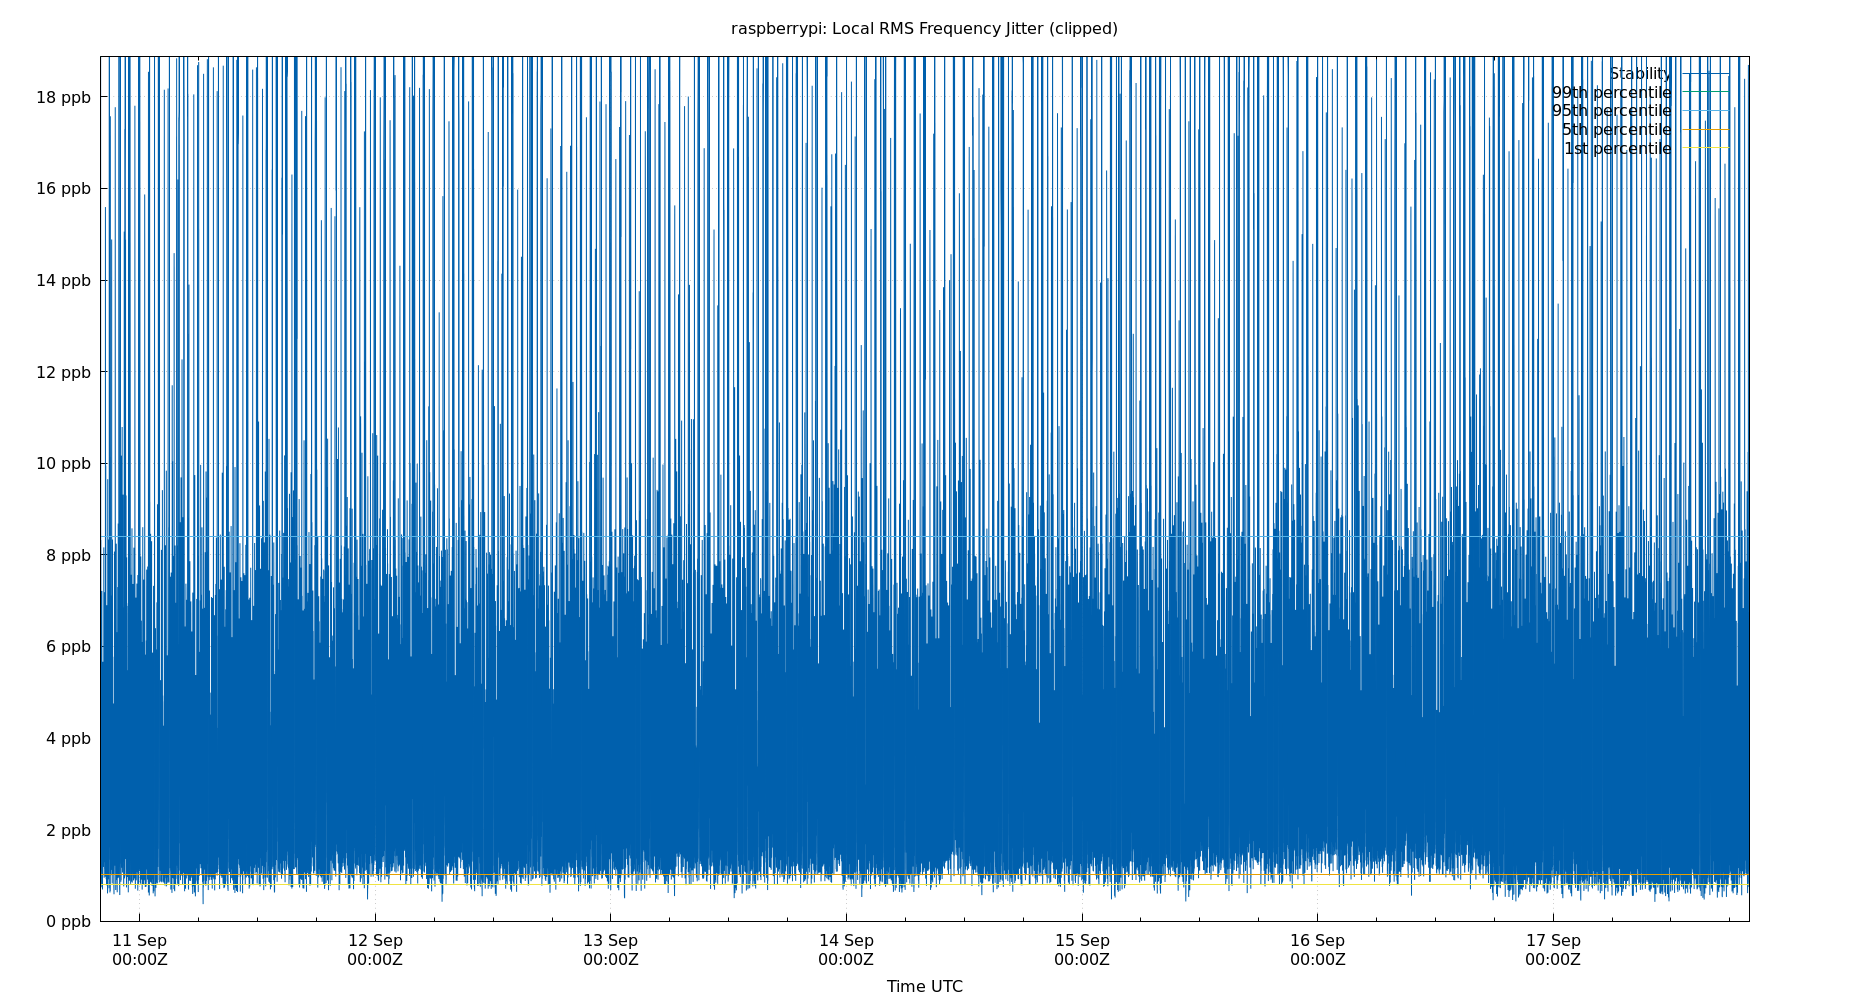 raspberrypi: Local RMS Frequency Jitter (clipped)
Stability
99th percentile
95th percentile
5th percentile
1st percentile
18 ppb
16 ppb
14 ppb
12 ppb
10 ppb
8 ppb
6 ppb
4 ppb
2 ppb
0 ppb
11 Sep 12 Sep 13 Sep 14 Sep 15 Sep 16 Sep 17 Sep
00:00Z 00:00Z 00:00Z 00:00Z 00:00Z 00:00Z 00:00Z
Time UTC